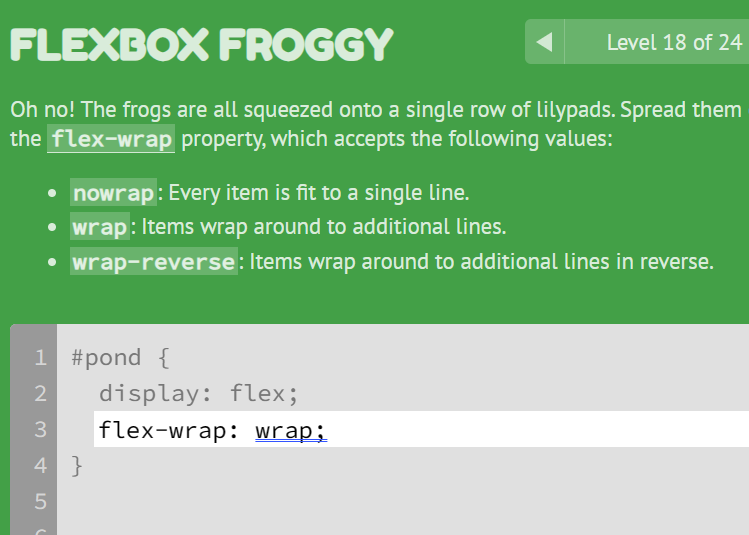 FLEXBOX FROGGY
Level 18 of 24
Oh no! The frogs are all squeezed onto a single row of lilypads. Spread them
the flex-wrap property, which accepts the following values:
• nowrap: Every item is fit to a single line.
• wrap: Items wrap around to additional lines.
• wrap-reverse: Items wrap around to additional lines in reverse.
1 #pond {
2 display: flex;
3 flex-wrap: wrap;
4 }
5